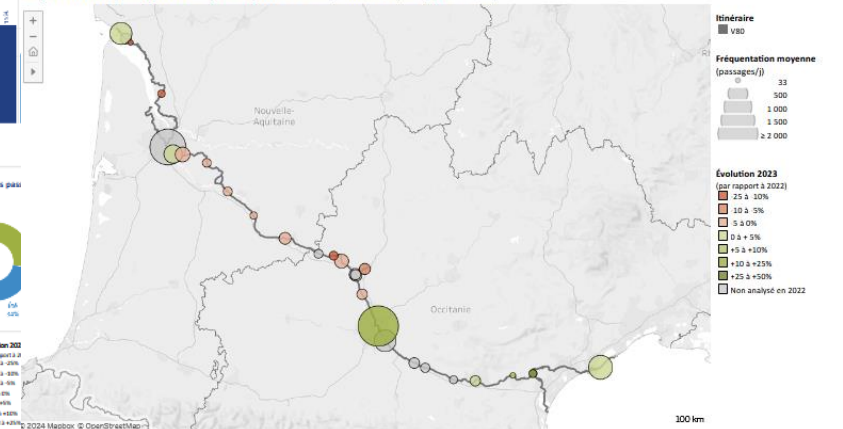 +
−
Nouvelle-
Aquitaine
Occitanie
100 km
© 2024 Mapbox © OpenStreetMap
Itinéraire
V80
Fréquentation moyenne
(passages/j)
33
500
1 000
1 500
≥ 2 000
Évolution 2023
(par rapport à 2022)
-25 à -10%
-10 à -5%
-5 à 0%
0 à + 5%
+5 à +10%
+10 à +25%
+25 à +50%
Non analysé en 2022